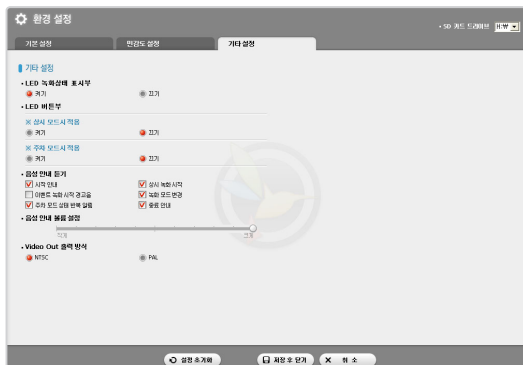 환경 설정
• SD 카드 드라이브 H:₩
기본 설정 민감도 설정 기타 설정
기타 설정
• LED 녹화상태 표시부
켜기 끄기
• LED 버튼부
※ 상시 모드시 적용
켜기 끄기
※ 주차 모드시 적용
켜기 끄기
• 음성 안내 듣기
시작 안내 상시 녹화 시작
이벤트 녹화 시작 경고음 녹화 모드 변경
주차 모드 상태 반복 알림 종료 안내
• 음성 안내 볼륨 설정
작게 크게
• Video Out 출력 방식
NTSC PAL
설정 초기화 저장 후 닫기 취 소